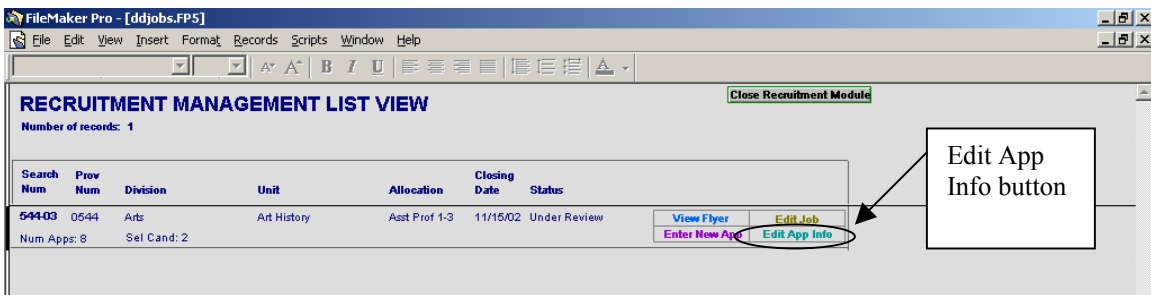 FileMaker Pro - [ddjobs.FP5]
File Edit View Insert Format Records Scripts Window Help
RECRUITMENT MANAGEMENT LIST VIEW
Close Recruitment Module
Number of records: 1
Edit App
Info button
Search Num
Prov Num
Division
Unit
Allocation
Closing Date
Status
544-03 0544 Arts Art History Asst Prof 1-3 11/15/02 Under Review View Flyer Edit Job
Num Apps: 8 Sel Cand: 2 Enter New App Edit App Info